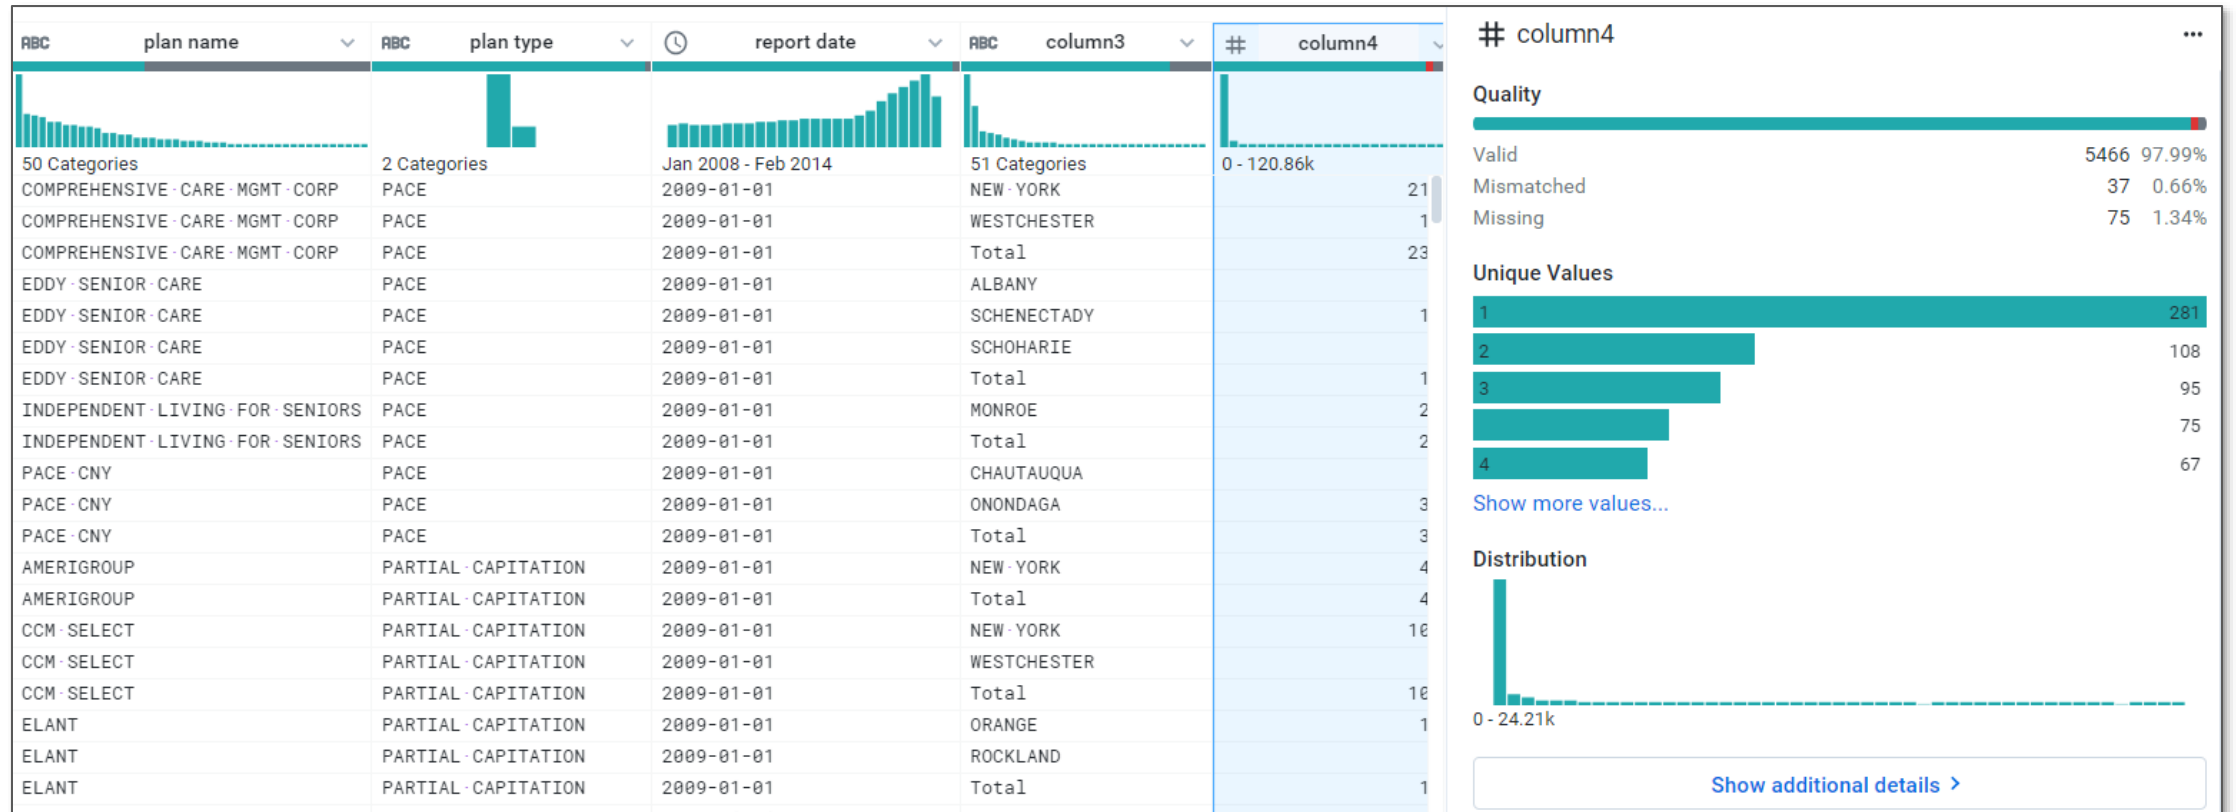 ABC plan name ABC plan type report date ABC column3 # column4
50 Categories 2 Categories Jan 2008 - Feb 2014 51 Categories 0 - 120.86k
COMPREHENSIVE·CARE·MGMT·CORP PACE 2009-01-01 NEW·YORK 21
COMPREHENSIVE·CARE·MGMT·CORP PACE 2009-01-01 WESTCHESTER 1
COMPREHENSIVE·CARE·MGMT·CORP PACE 2009-01-01 Total 23
EDDY·SENIOR·CARE PACE 2009-01-01 ALBANY
EDDY·SENIOR·CARE PACE 2009-01-01 SCHENECTADY 1
EDDY·SENIOR·CARE PACE 2009-01-01 SCHOHARIE
EDDY·SENIOR·CARE PACE 2009-01-01 Total 1
INDEPENDENT·LIVING·FOR·SENIORS PACE 2009-01-01 MONROE 2
INDEPENDENT·LIVING·FOR·SENIORS PACE 2009-01-01 Total 2
PACE·CNY PACE 2009-01-01 CHAUTAUQUA
PACE·CNY PACE 2009-01-01 ONONDAGA 3
PACE·CNY PACE 2009-01-01 Total 3
AMERIGROUP PARTIAL·CAPITATION 2009-01-01 NEW·YORK 4
AMERIGROUP PARTIAL·CAPITATION 2009-01-01 Total 4
CCM·SELECT PARTIAL·CAPITATION 2009-01-01 NEW·YORK 10
CCM·SELECT PARTIAL·CAPITATION 2009-01-01 WESTCHESTER
CCM·SELECT PARTIAL·CAPITATION 2009-01-01 Total 10
ELANT PARTIAL·CAPITATION 2009-01-01 ORANGE 1
ELANT PARTIAL·CAPITATION 2009-01-01 ROCKLAND
ELANT PARTIAL·CAPITATION 2009-01-01 Total 1
# column4 ...
Quality
Valid 5466 97.99%
Mismatched 37 0.66%
Missing 75 1.34%
Unique Values
1 281
2 108
3 95
75
4 67
Show more values...
Distribution
0 - 24.21k
Show additional details >